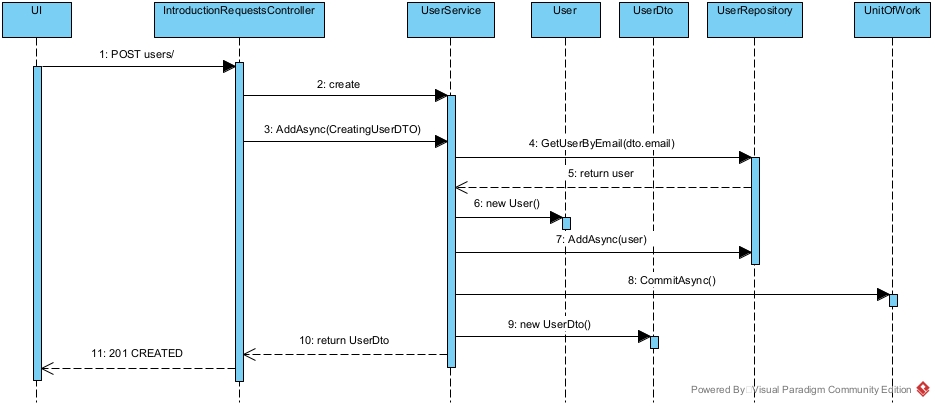 UI
IntroductionRequestsController
UserService
User
UserDto
UserRepository
UnitOfWork
1: POST users/
2: create
3: AddAsync(CreatingUserDTO)
4: GetUserByEmail(dto.email)
5: return user
6: new User()
7: AddAsync(user)
8: CommitAsync()
9: new UserDto()
10: return UserDto
11: 201 CREATED
Powered By Visual Paradigm Community Edition